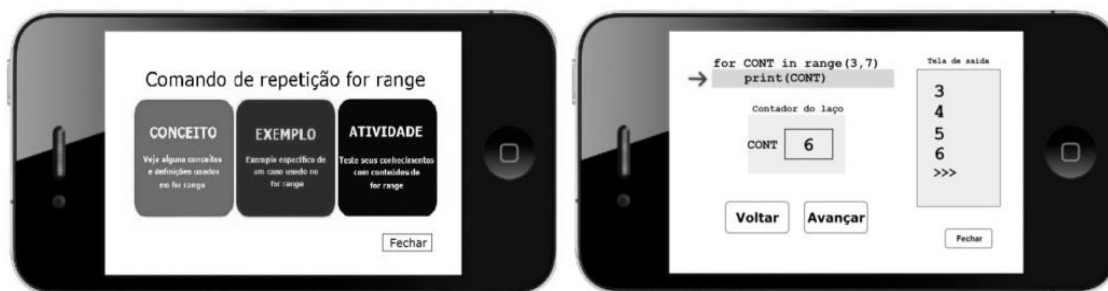 Comando de repetição for range
CONCEITO
Veja alguns conceitos
e definições usados
no for range
EXEMPLO
Exemplo específico de
um caso usado no
for range
ATIVIDADE
Teste seus conhecimentos
com conteúdos do
for range
Fechar
for CONT in range(3,7)
print(CONT)
Contador do laço
CONT 6
Voltar Avançar
Tela de saida
3
4
5
6
>>>
Fechar